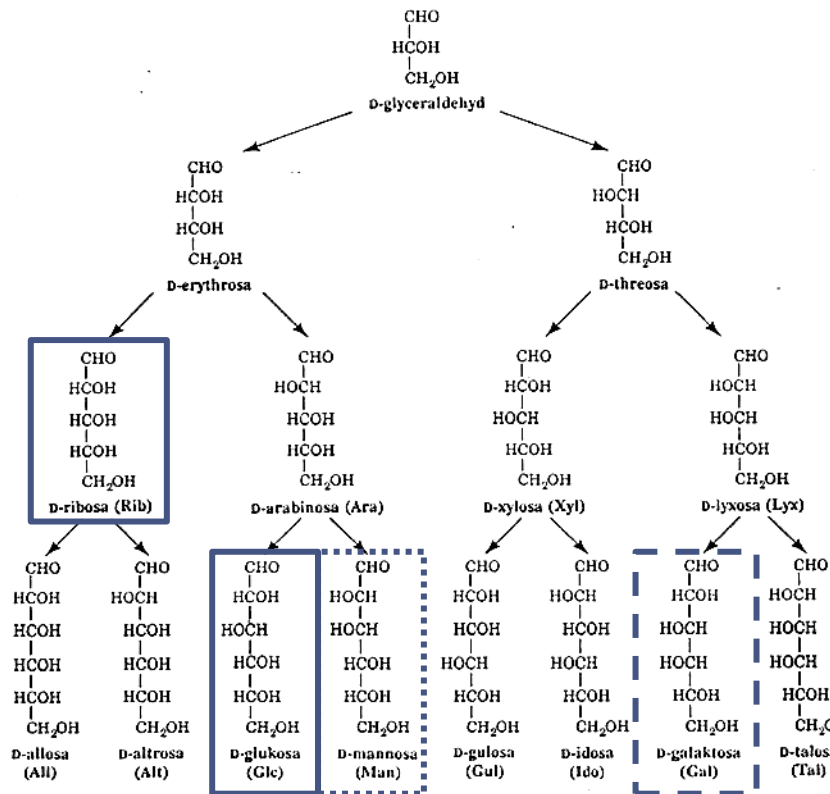 CHO
HCOH
CH₂OH
D-glyceraldehyd
CHO
HCOH
HCOH
CH₂OH
D-erythrosa
CHO
HOCH
HCOH
CH₂OH
D-threosa
CHO
HCOH
HCOH
HCOH
CH₂OH
D-ribosa (Rib)
CHO
HOCH
HCOH
HCOH
CH₂OH
D-arabinosa (Ara)
CHO
HCOH
HOCH
HCOH
CH₂OH
D-xylosa (Xyl)
CHO
HOCH
HOCH
HCOH
CH₂OH
D-lyxosa (Lyx)
CHO
HCOH
HCOH
HCOH
HCOH
CH₂OH
D-allosa
(All)
CHO
HOCH
HCOH
HCOH
HCOH
CH₂OH
D-altrosa
(Alt)
CHO
HCOH
HOCH
HCOH
HCOH
CH₂OH
D-glukosa
(Glc)
CHO
HOCH
HOCH
HCOH
HCOH
CH₂OH
D-mannosa
(Man)
CHO
HCOH
HCOH
HOCH
HCOH
CH₂OH
D-gulosa
(Gul)
CHO
HOCH
HCOH
HOCH
HCOH
CH₂OH
D-idosa
(Ido)
CHO
HCOH
HOCH
HOCH
HCOH
CH₂OH
D-galaktosa
(Gal)
CHO
HOCH
HOCH
HOCH
HCOH
CH₂O
D-talosa
(Tal)